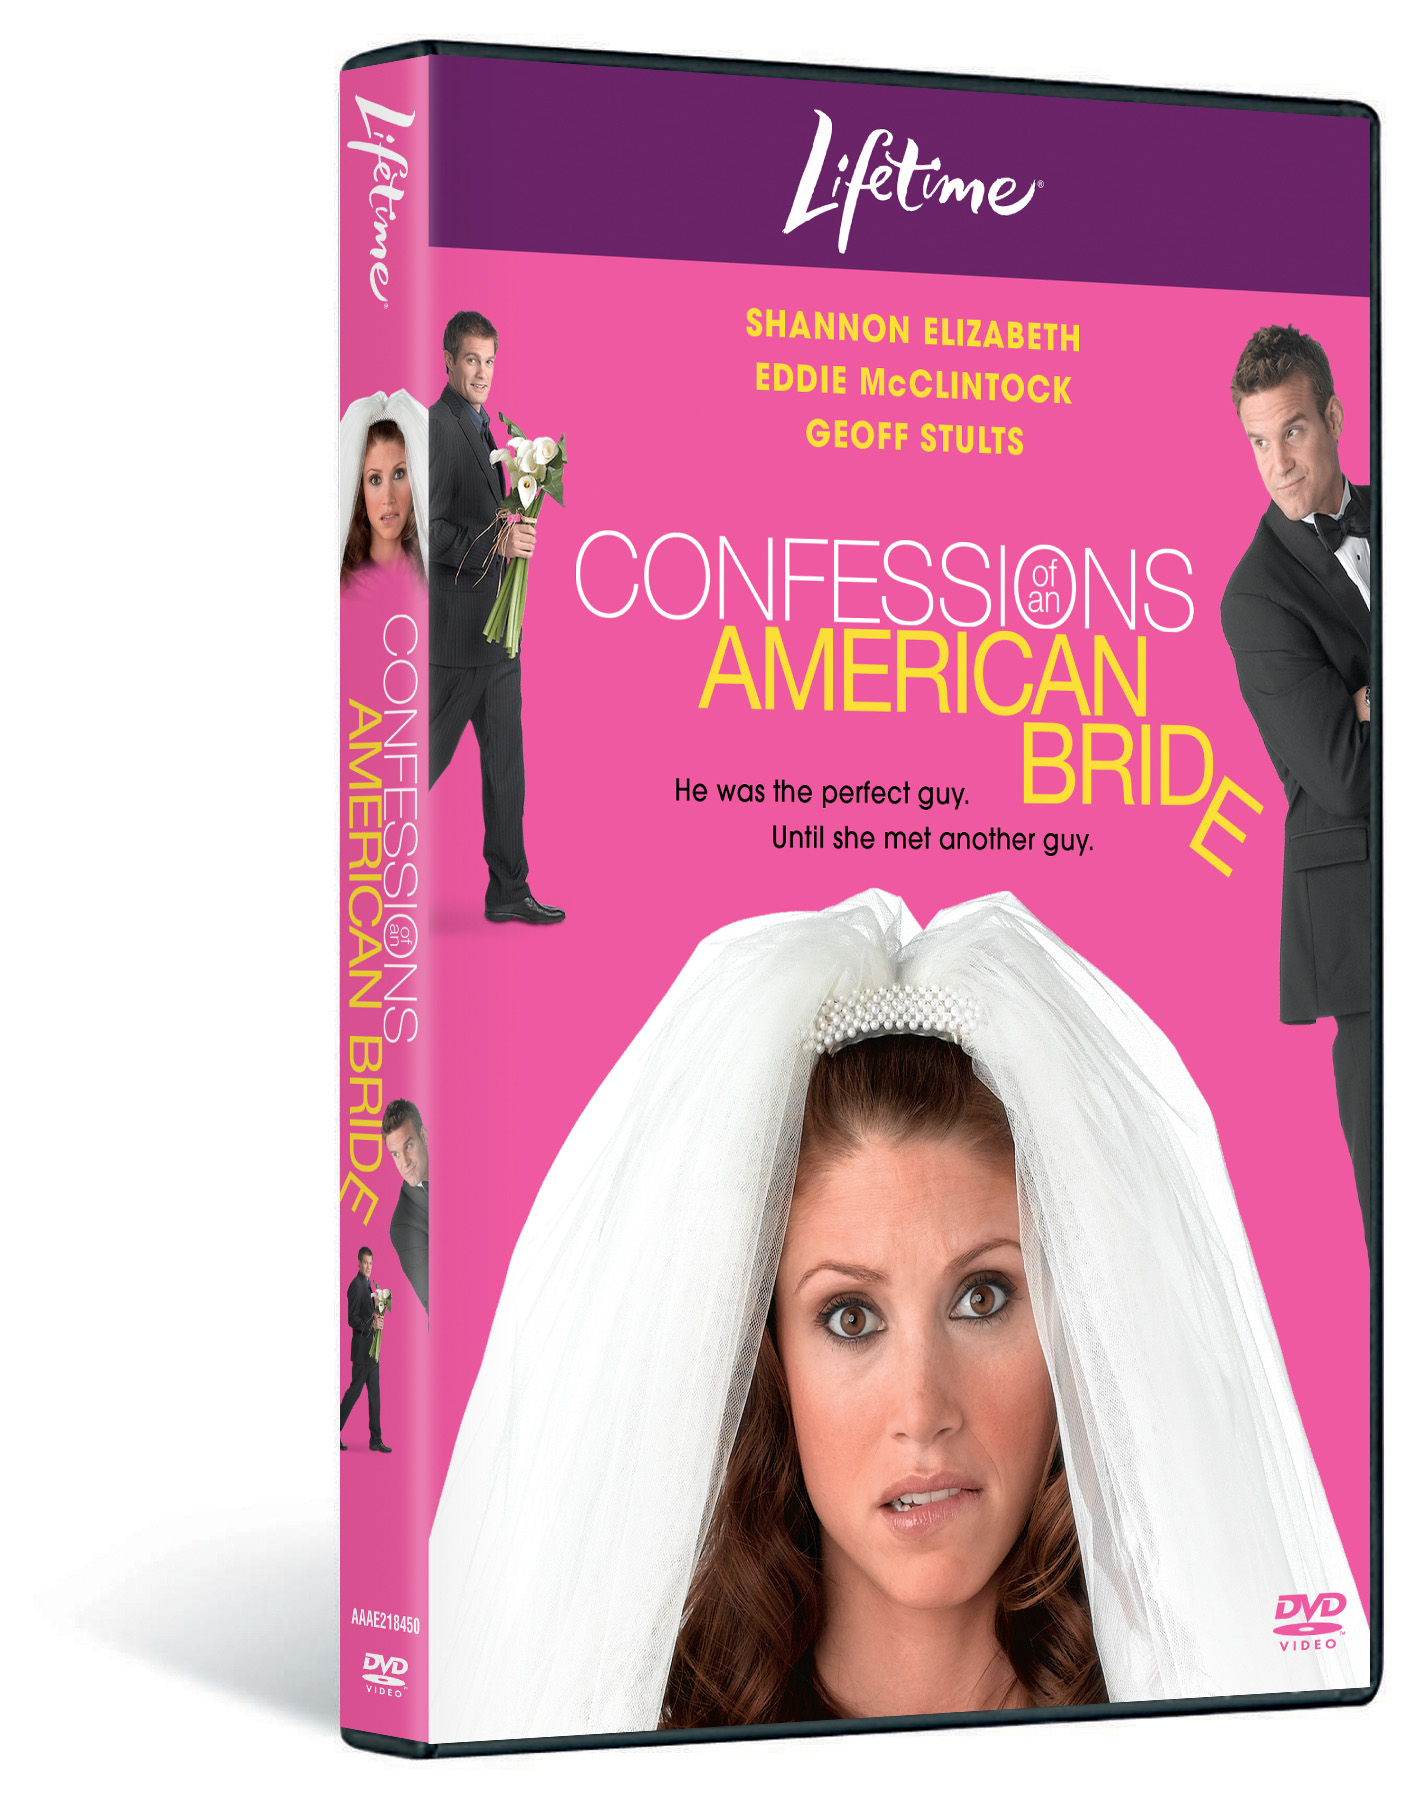 Lifetime®
SHANNON ELIZABETH
EDDIE McCLINTOCK
GEOFF STULTS
CONFESSIONS
of an
AMERICAN
BRIDE
He was the perfect guy.
Until she met another guy.
DVD
VIDEO
Lifetime®
CONFESSIONS
of an
AMERICAN BRIDE
AAAE218450
DVD
VIDEO